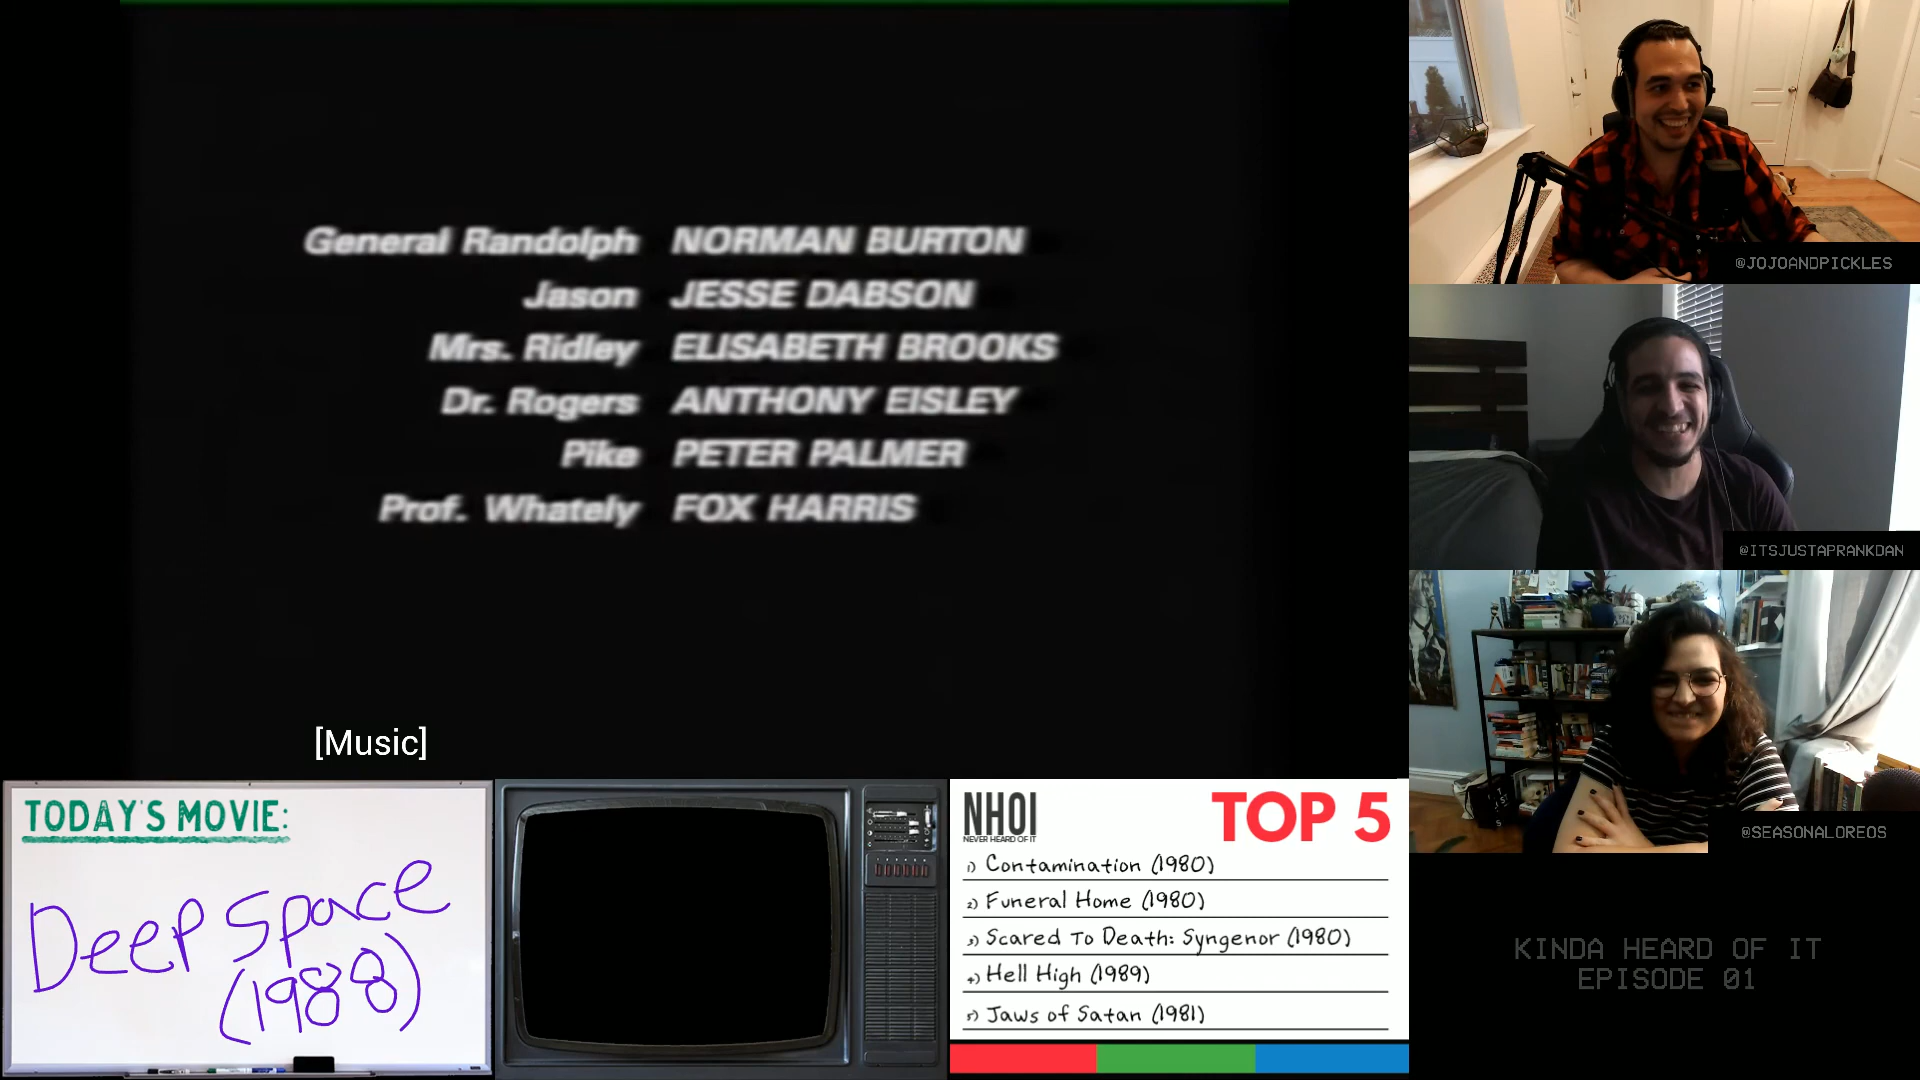 General Randolph NORMAN BURTON
Jason JESSE DABSON
Mrs. Ridley ELISABETH BROOKS
Dr. Rogers ANTHONY EISLEY
Pike PETER PALMER
Prof. Whately FOX HARRIS
[Music]
TODAY'S MOVIE:
Deep Space
(1988)
NHOI
NEVER HEARD OF IT
TOP 5
1) Contamination (1980)
2) Funeral Home (1980)
3) Scared To Death: Syngenor (1980)
4) Hell High (1989)
5) Jaws of Satan (1981)
@JOJOANDPICKLES
@ITSJUSTAPRANKDAN
@SEASONALOREOS
KINDA HEARD OF IT
EPISODE 01